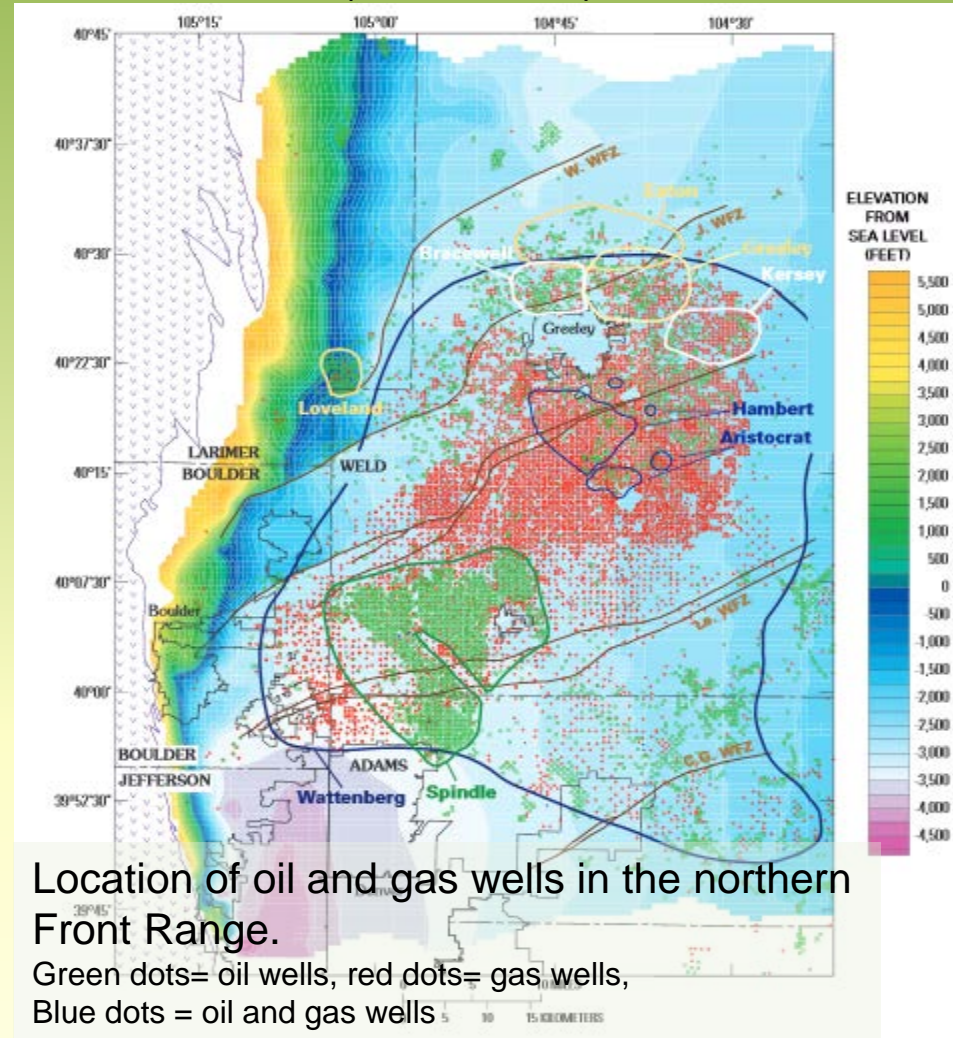 105°15' 105°00' 104°45' 104°30'
40°45'
40°37'30"
W. WFZ
Eaton
ELEVATION
FROM
SEA LEVEL
(FEET)
J. WFZ
40°30'
Bracewell
Greeley
Kersey
5,500
5,000
4,500
4,000
3,500
3,000
2,500
2,000
1,500
1,000
500
0
-500
-1,000
-1,500
-2,000
-2,500
-3,000
-3,500
-4,000
-4,500
Greeley
40°22'30"
Loveland
Hambert
Aristocrat
LARIMER
BOULDER
WELD
40°15'
40°07'30"
Boulder
La. WFZ
40°00'
BOULDER
JEFFERSON
ADAMS
C.G. WFZ
39°52'30"
Wattenberg
Spindle
Location of oil and gas wells in the northern
Front Range.
39°45'
Green dots= oil wells, red dots= gas wells,
Blue dots = oil and gas wells
0 5 10 MILES
5 10 15 KILOMETERS